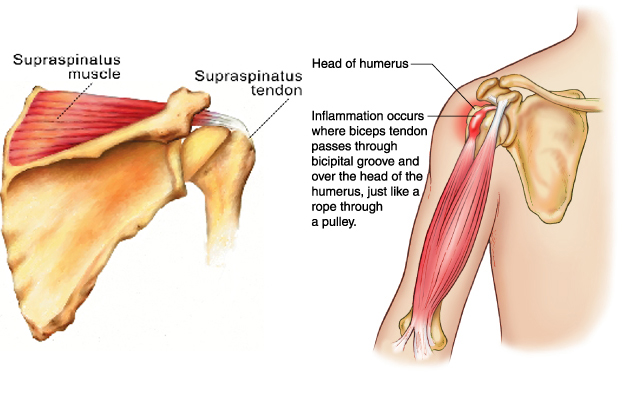 Supraspinatus
muscle
Supraspinatus
tendon
Head of humerus
Inflammation occurs
where biceps tendon
passes through
bicipital groove and
over the head of the
humerus, just like a
rope through
a pulley.